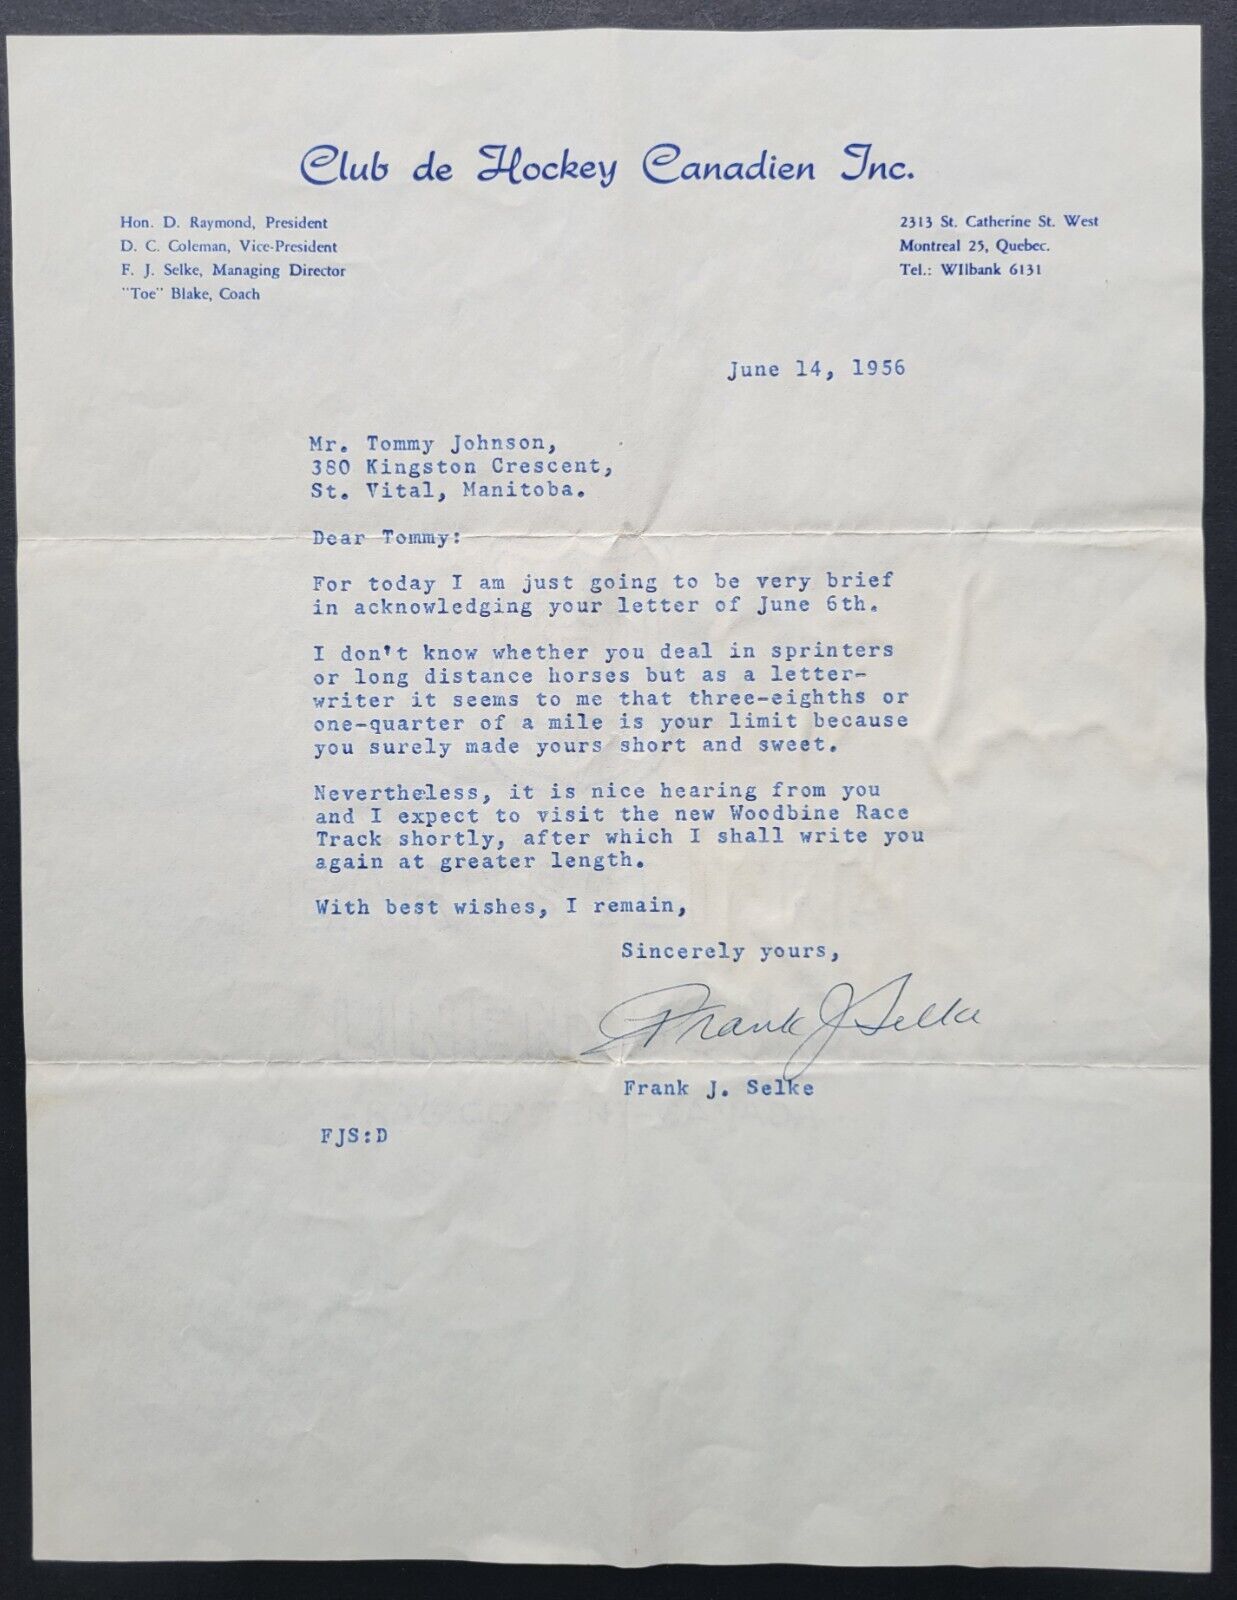 Club de Hockey Canadien Inc.
Hon. D. Raymond, President
D. C. Coleman, Vice-President
F. J. Selke, Managing Director
"Toe" Blake, Coach
2313 St. Catherine St. West
Montreal 25, Quebec.
Tel.: WIlbank 6131
June 14, 1956
Mr. Tommy Johnson,
380 Kingston Crescent,
St. Vital, Manitoba.
Dear Tommy:
For today I am just going to be very brief
in acknowledging your letter of June 6th.
I don't know whether you deal in sprinters
or long distance horses but as a letter-
writer it seems to me that three-eighths or
one-quarter of a mile is your limit because
you surely made yours short and sweet.
Nevertheless, it is nice hearing from you
and I expect to visit the new Woodbine Race
Track shortly, after which I shall write you
again at greater length.
With best wishes, I remain,
Sincerely yours,
Frank J Selke
Frank J. Selke
FJS:D